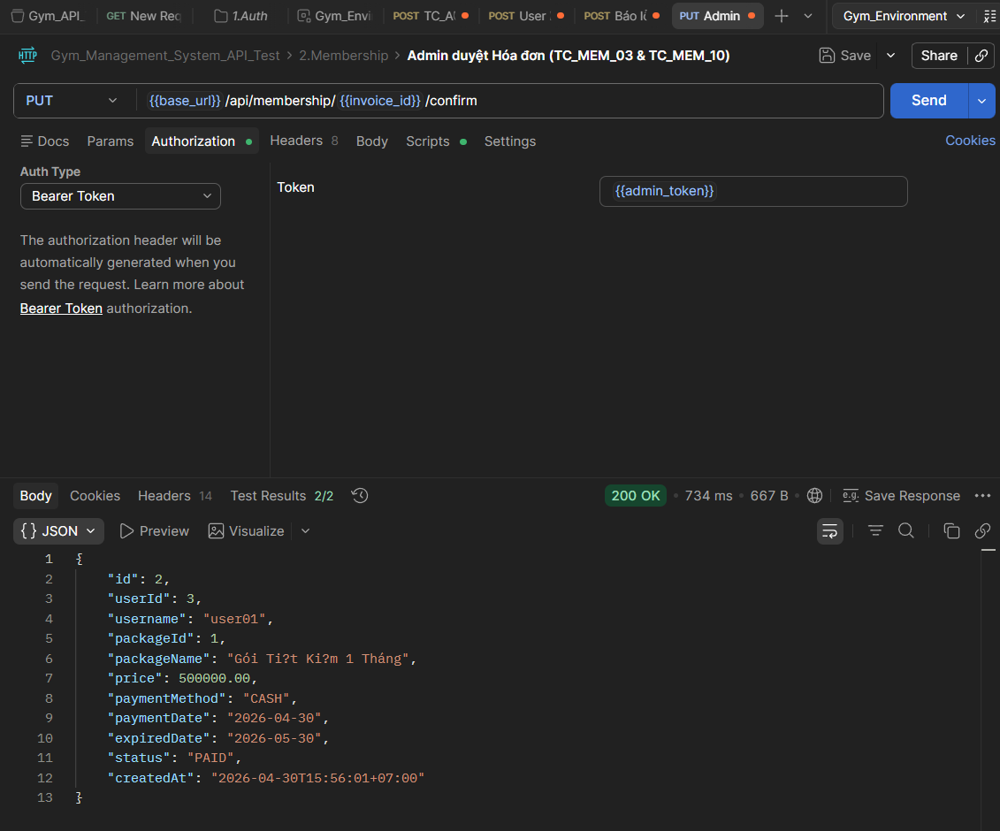 Gym_API_ GET New Req 1.Auth Gym_Envi POST TC_A POST User POST Báo PUT Admin Gym_Environment
HTTP Gym_Management_System_API_Test > 2.Membership > Admin duyệt Hóa đơn (TC_MEM_03 & TC_MEM_10) Save Share
PUT {{base_url}} /api/membership/ {{invoice_id}} /confirm Send
Docs Params Authorization Headers 8 Body Scripts Settings Cookies
Auth Type
Bearer Token
Token {{admin_token}}
The authorization header will be
automatically generated when you
send the request. Learn more about
Bearer Token authorization.
Body Cookies Headers 14 Test Results 2/2 200 OK • 734 ms • 667 B • e.g. Save Response
{} JSON Preview Visualize
1 {
2 "id": 2,
3 "userId": 3,
4 "username": "user01",
5 "packageId": 1,
6 "packageName": "Gói Ti?t Ki?m 1 Tháng",
7 "price": 500000.00,
8 "paymentMethod": "CASH",
9 "paymentDate": "2026-04-30",
10 "expiredDate": "2026-05-30",
11 "status": "PAID",
12 "createdAt": "2026-04-30T15:56:01+07:00"
13 }